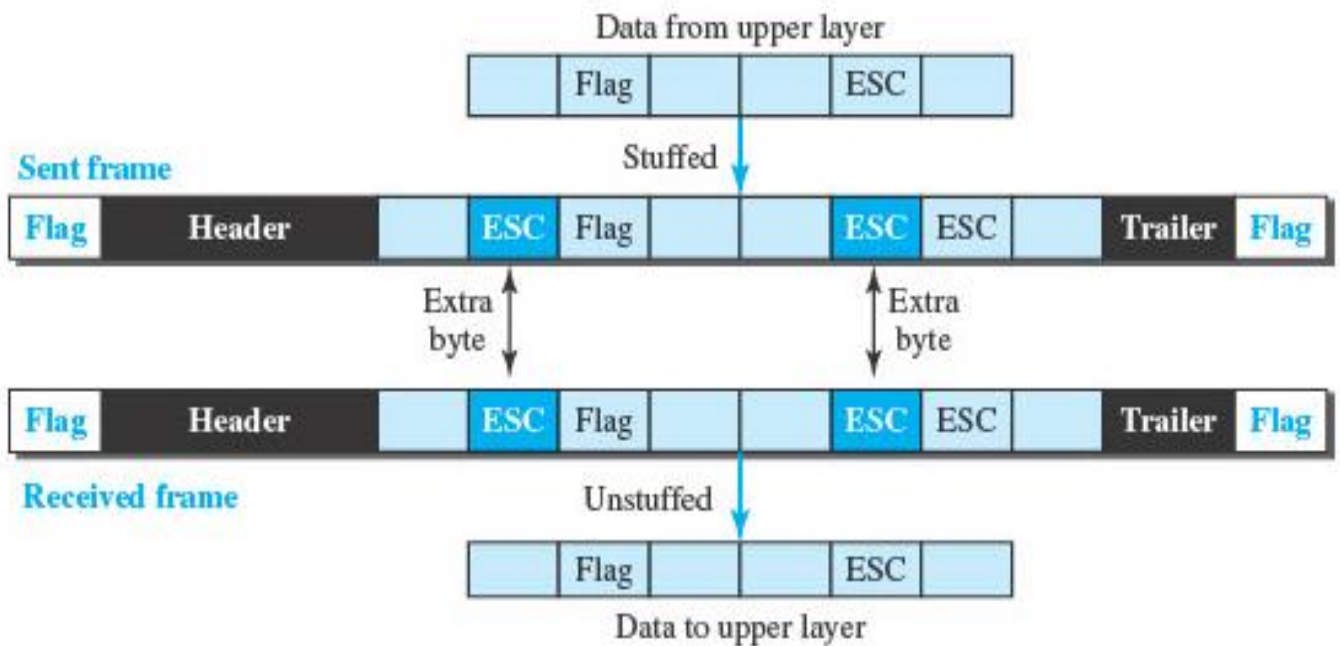 Data from upper layer
Flag ESC
Stuffed
Sent frame
Flag Header ESC Flag ESC ESC Trailer Flag
Extra byte
Extra byte
Flag Header ESC Flag ESC ESC Trailer Flag
Received frame
Unstuffed
Flag ESC
Data to upper layer